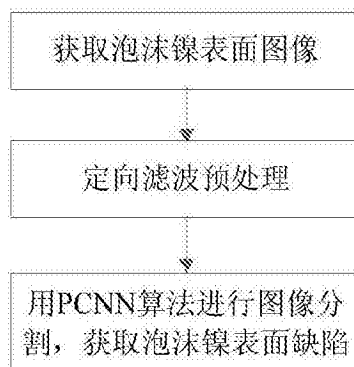 获取泡沫镍表面图像
定向滤波预处理
用PCNN算法进行图像分
割，获取泡沫镍表面缺陷